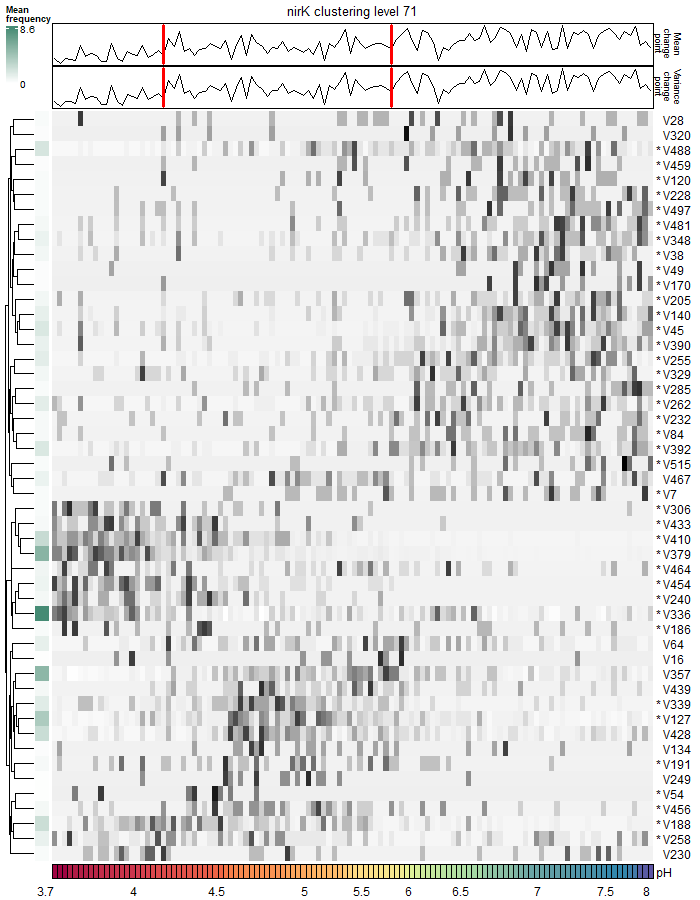 nirK clustering level 71
Mean
frequency
8.6
0
Mean
change
point
Variance
change
point
V28
V320
* V488
* V459
* V120
* V228
* V497
* V481
* V348
* V38
* V49
* V170
* V205
* V140
* V45
* V390
* V255
* V329
* V285
* V262
* V232
* V84
* V392
* V515
V467
* V7
* V306
* V433
* V410
* V379
* V464
* V454
* V240
* V336
* V186
V64
V16
V357
V439
* V339
* V127
* V428
V134
* V191
V249
* V54
* V456
* V188
* V258
V230
pH
3.7 4 4.5 5 5.5 6 6.5 7 7.5 8